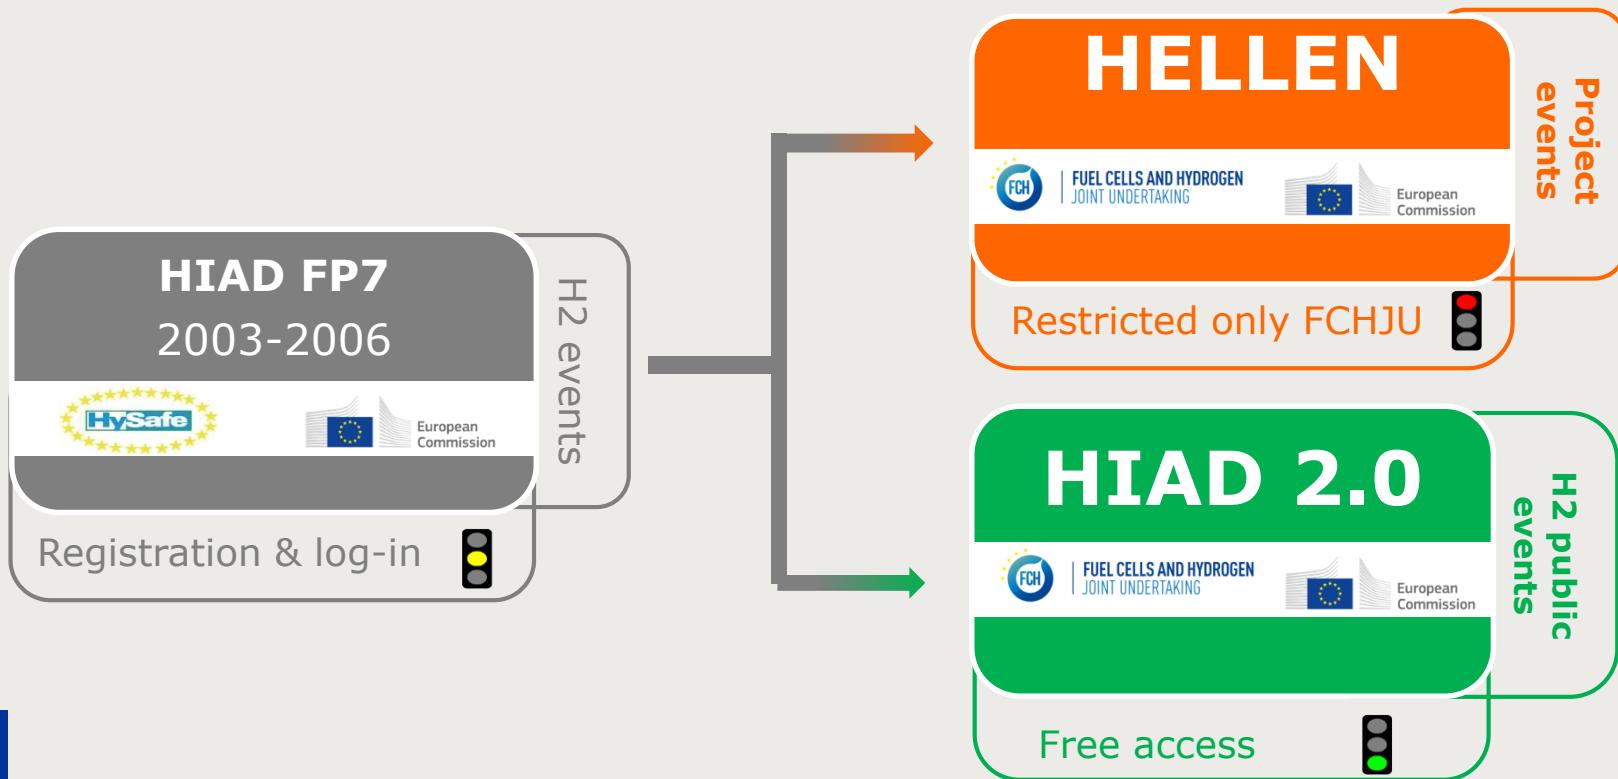 HIAD FP7
2003-2006
HySafe
European
Commission
H2 events
Registration & log-in
HELLEN
FCH
FUEL CELLS AND HYDROGEN
JOINT UNDERTAKING
European
Commission
Project
events
Restricted only FCHJU
HIAD 2.0
FCH
FUEL CELLS AND HYDROGEN
JOINT UNDERTAKING
European
Commission
H2 public
events
Free access